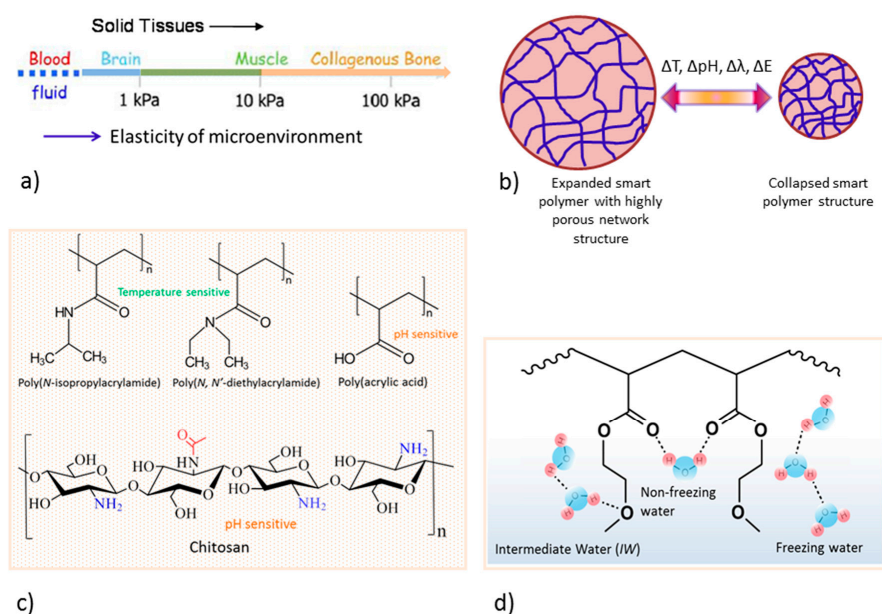 Solid Tissues
Blood Brain Muscle Collagenous Bone
fluid 1 kPa 10 kPa 100 kPa
Elasticity of microenvironment
a)
ΔT, ΔpH, Δλ, ΔE
Expanded smart
polymer with highly
porous network
structure
Collapsed smart
polymer structure
b)
n
HN
O
H₃C
CH₃
Poly(N-isopropylacrylamide)
Temperature sensitive
n
N
O
CH₃
CH₃
Poly(N, N'-diethylacrylamide)
n
HO
O
pH sensitive
Poly(acrylic acid)
OH
O
HO
NH₂
O
OH
O
NH
O
OH
O
OH
O
HO
NH₂
O
OH
NH₂
O
OH
n
pH sensitive
Chitosan
c)
O
O
O
O
O
O
H
O
H
H
O
H
H
O
H
H
O
H
H
O
H
H
O
H
Non-freezing
water
Intermediate Water (IW)
Freezing water
d)